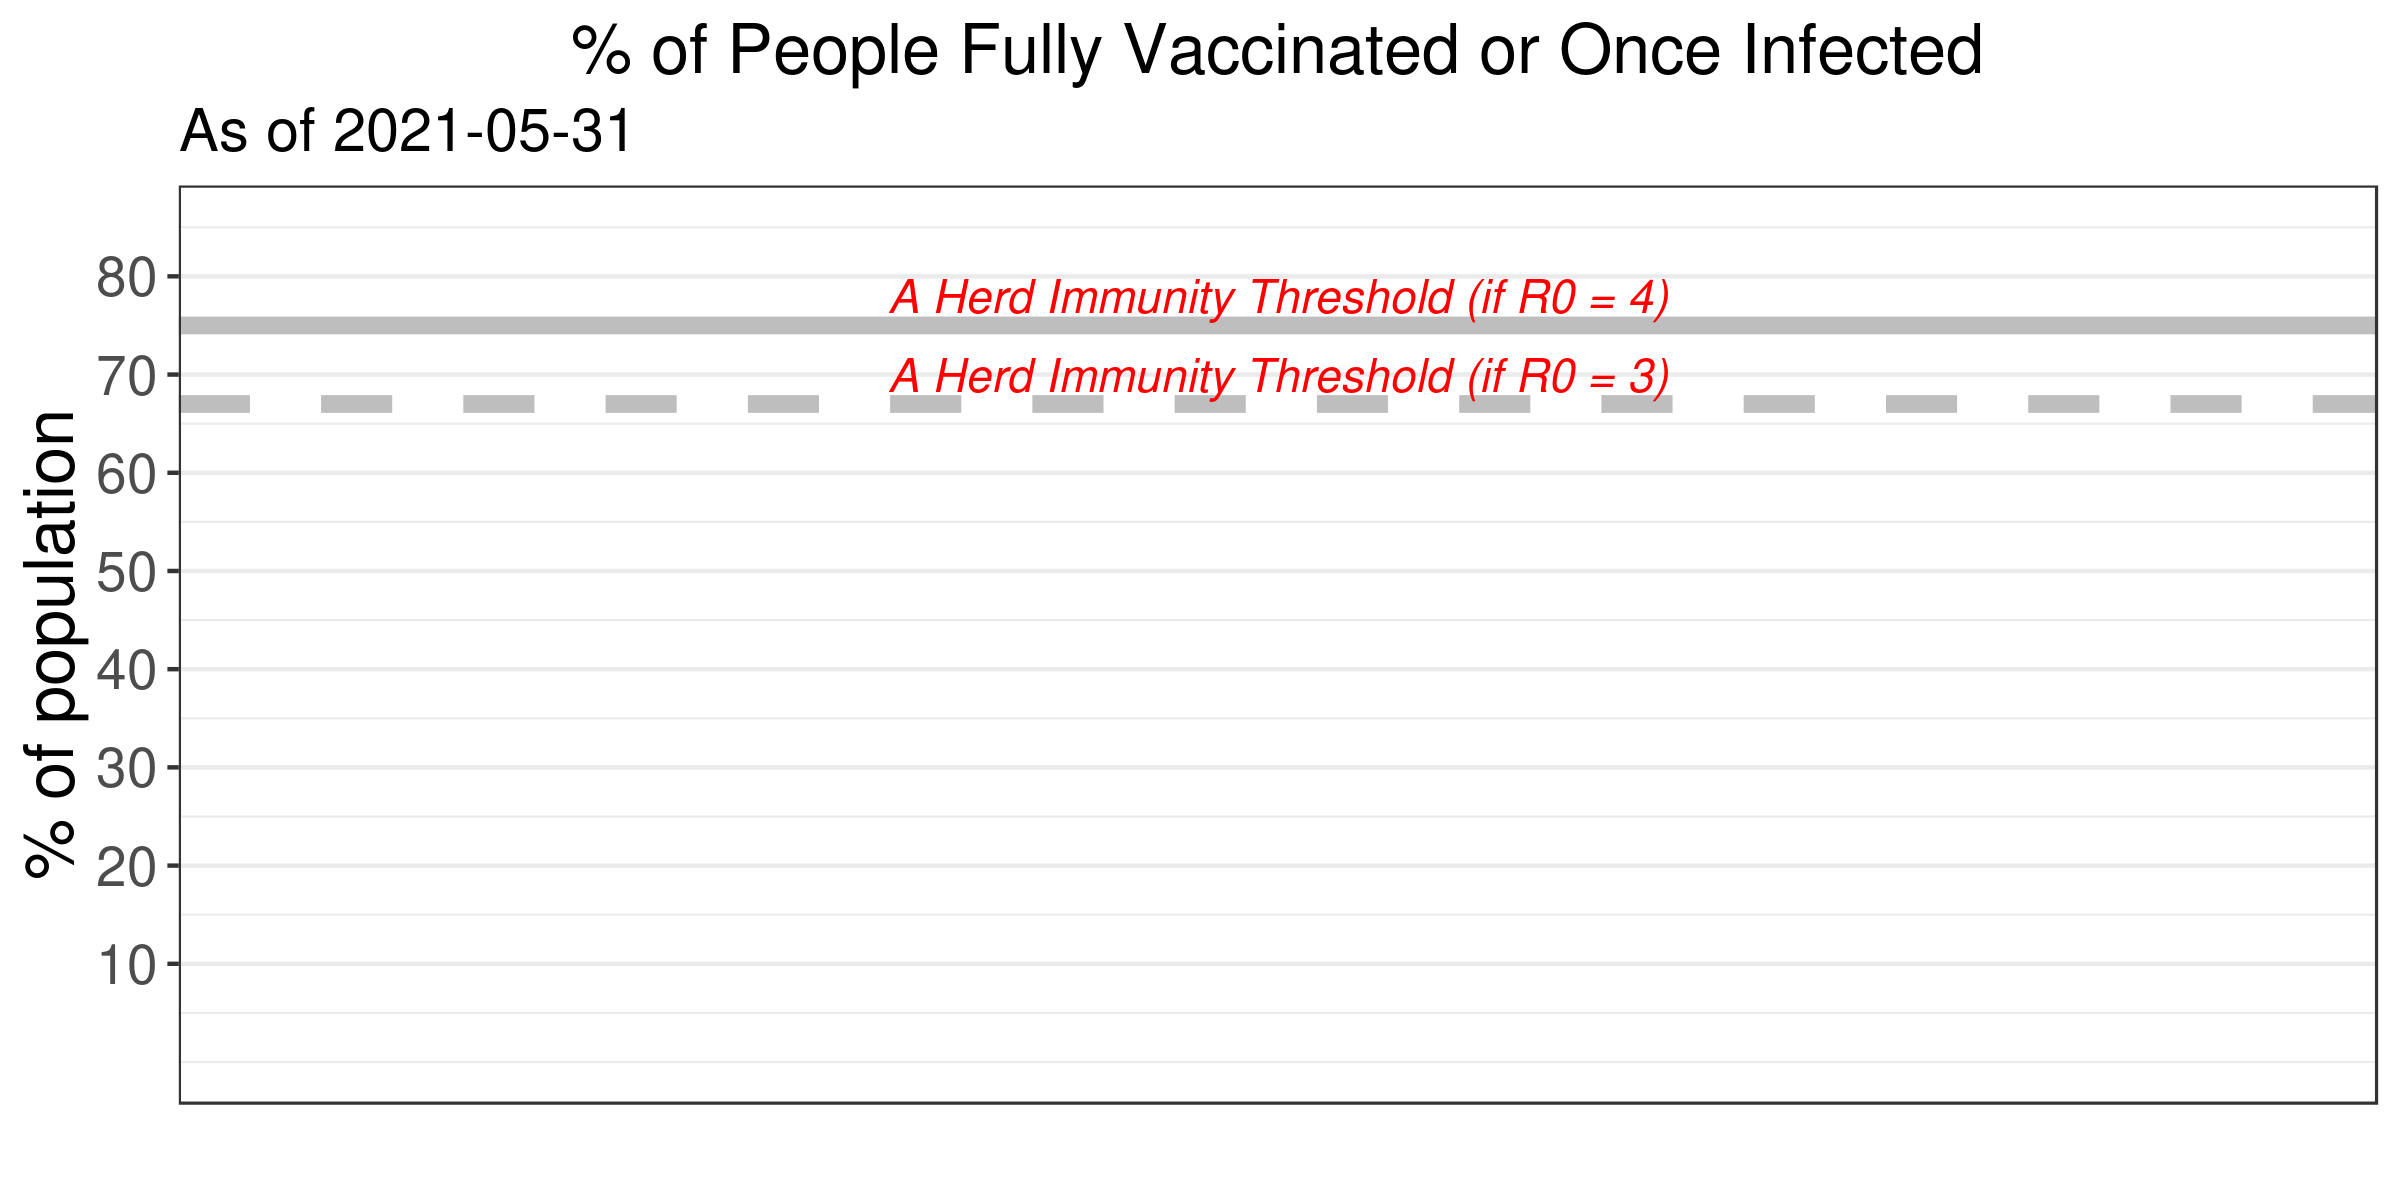 % of People Fully Vaccinated or Once Infected
As of 2021-05-31
% of population
80
70
60
50
40
30
20
10
A Herd Immunity Threshold (if R0 = 4)
A Herd Immunity Threshold (if R0 = 3)